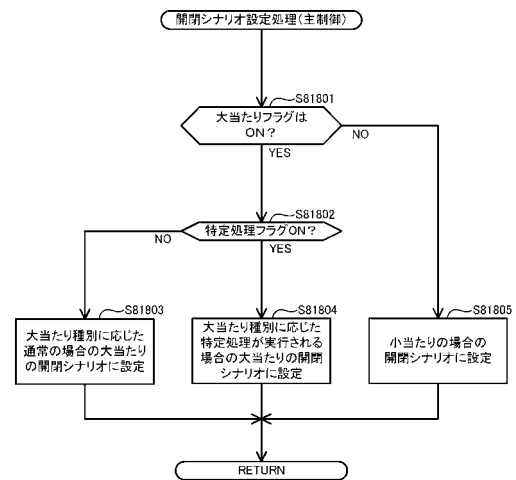 開閉シナリオ設定処理(主制御)
S81801
大当たりフラグは
ON?
NO
YES
S81802
特定処理フラグON?
NO
YES
S81803
大当たり種別に応じた
通常の場合の大当たり
の開閉シナリオに設定
S81804
大当たり種別に応じた
特定処理が実行される
場合の大当たりの開閉
シナリオに設定
S81805
小当たりの場合の
開閉シナリオに設定
RETURN